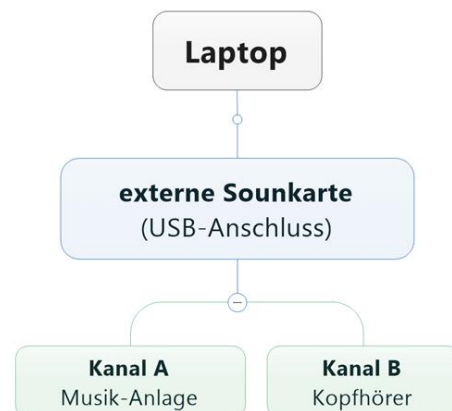 Laptop
externe Sounkarte
(USB-Anschluss)
Kanal A
Musik-Anlage
Kanal B
Kopfhörer